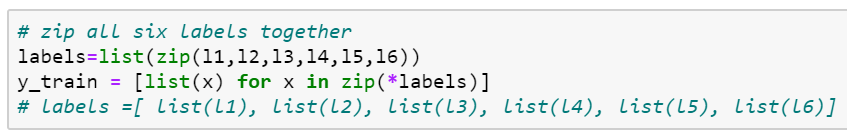 # zip all six labels together
labels=list(zip(l1,l2,l3,l4,l5,l6))
y_train = [list(x) for x in zip(*labels)]
# labels =[ list(l1), list(l2), list(l3), list(l4), list(l5), list(l6)]